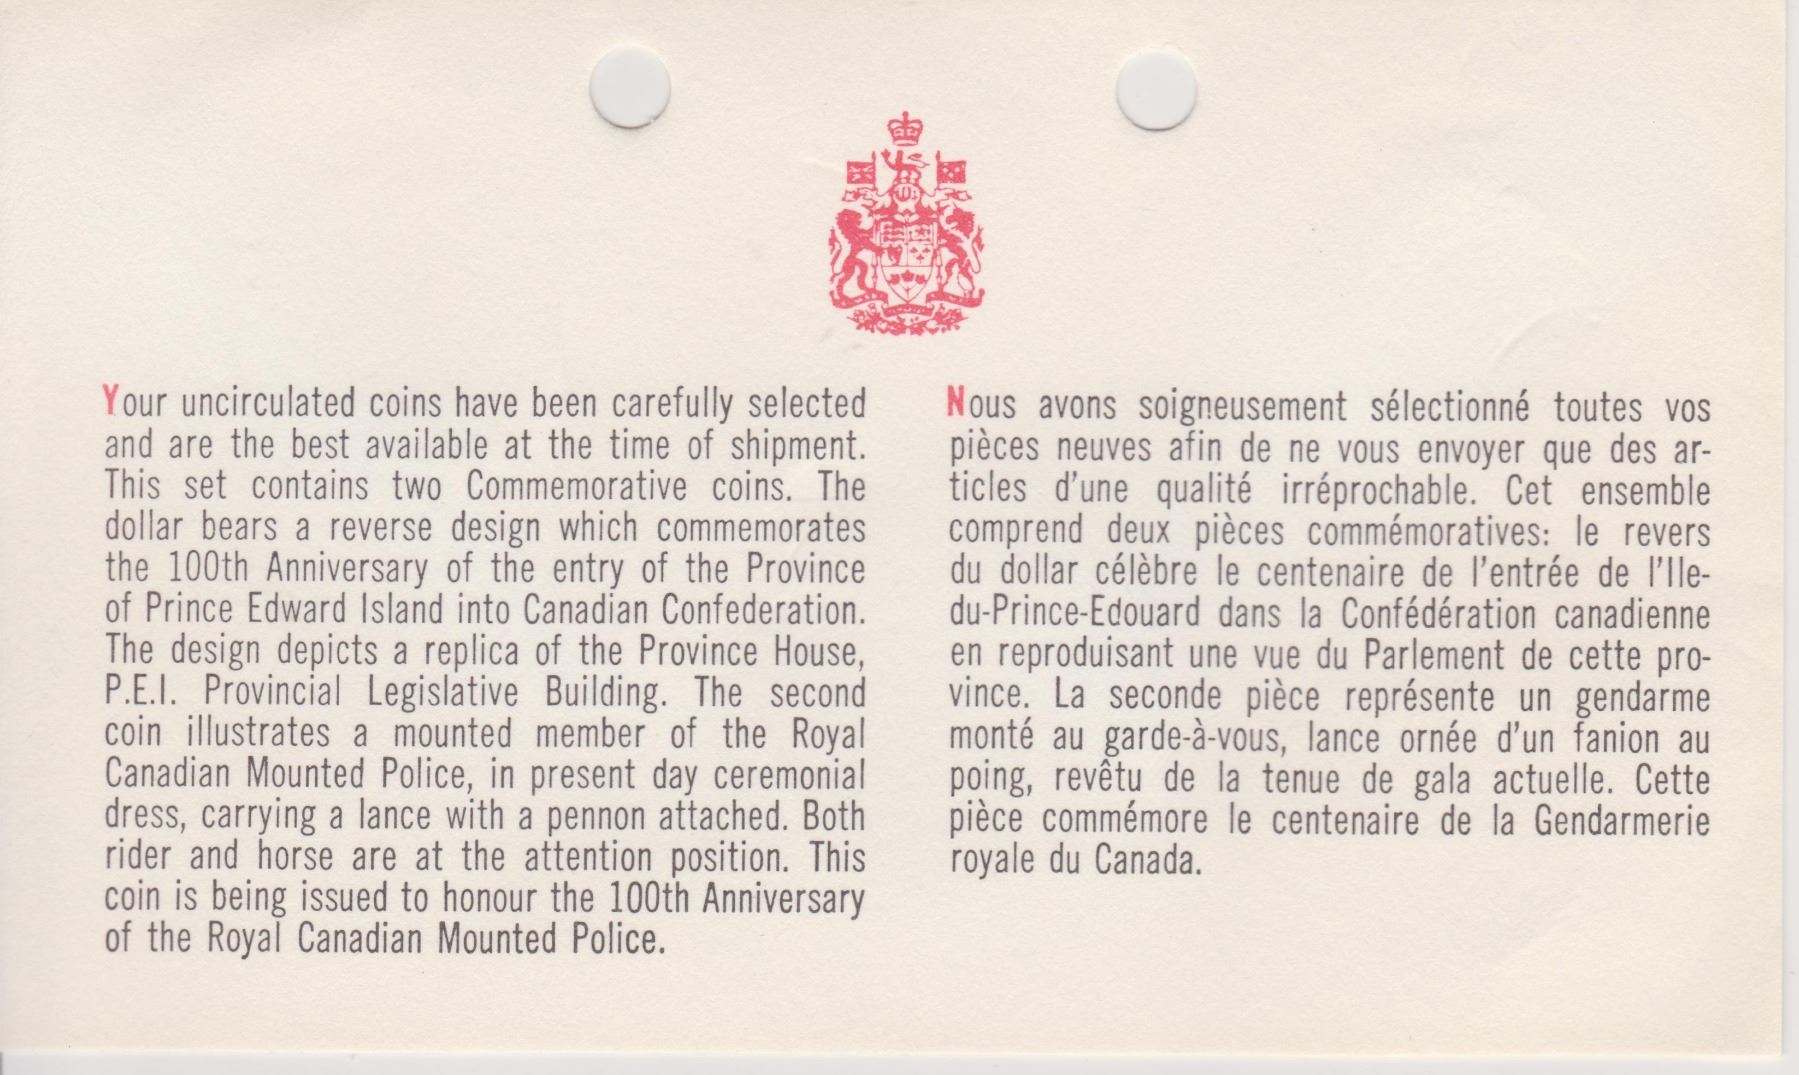 Your uncirculated coins have been carefully selected
and are the best available at the time of shipment.
This set contains two Commemorative coins. The
dollar bears a reverse design which commemorates
the 100th Anniversary of the entry of the Province
of Prince Edward Island into Canadian Confederation.
The design depicts a replica of the Province House,
P.E.I. Provincial Legislative Building. The second
coin illustrates a mounted member of the Royal
Canadian Mounted Police, in present day ceremonial
dress, carrying a lance with a pennon attached. Both
rider and horse are at the attention position. This
coin is being issued to honour the 100th Anniversary
of the Royal Canadian Mounted Police.
Nous avons soigneusement sélectionné toutes vos
pièces neuves afin de ne vous envoyer que des ar-
ticles d'une qualité irréprochable. Cet ensemble
comprend deux pièces commémoratives: le revers
du dollar célèbre le centenaire de l'entrée de l'Ile-
du-Prince-Edouard dans la Confédération canadienne
en reproduisant une vue du Parlement de cette pro-
vince. La seconde pièce représente un gendarme
monté au garde-à-vous, lance ornée d'un fanion au
poing, revêtu de la tenue de gala actuelle. Cette
pièce commémore le centenaire de la Gendarmerie
royale du Canada.